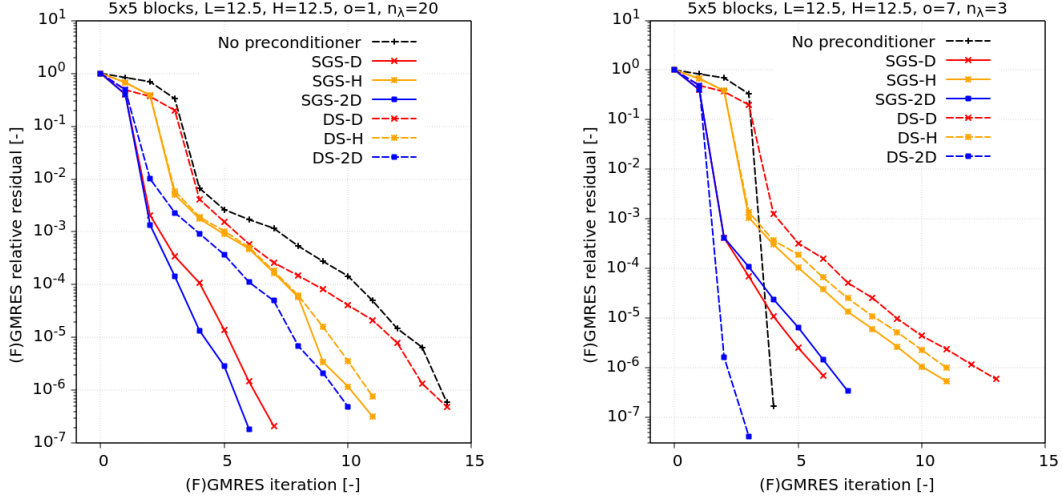 5x5 blocks, L=12.5, H=12.5, o=1, nλ=20
10^1
10^0
10^-1
10^-2
10^-3
10^-4
10^-5
10^-6
10^-7
(F)GMRES relative residual [-]
No preconditioner
SGS-D
SGS-H
SGS-2D
DS-D
DS-H
DS-2D
0 5 10 15
(F)GMRES iteration [-]
5x5 blocks, L=12.5, H=12.5, o=7, nλ=3
10^1
10^0
10^-1
10^-2
10^-3
10^-4
10^-5
10^-6
10^-7
(F)GMRES relative residual [-]
No preconditioner
SGS-D
SGS-H
SGS-2D
DS-D
DS-H
DS-2D
0 5 10 15
(F)GMRES iteration [-]